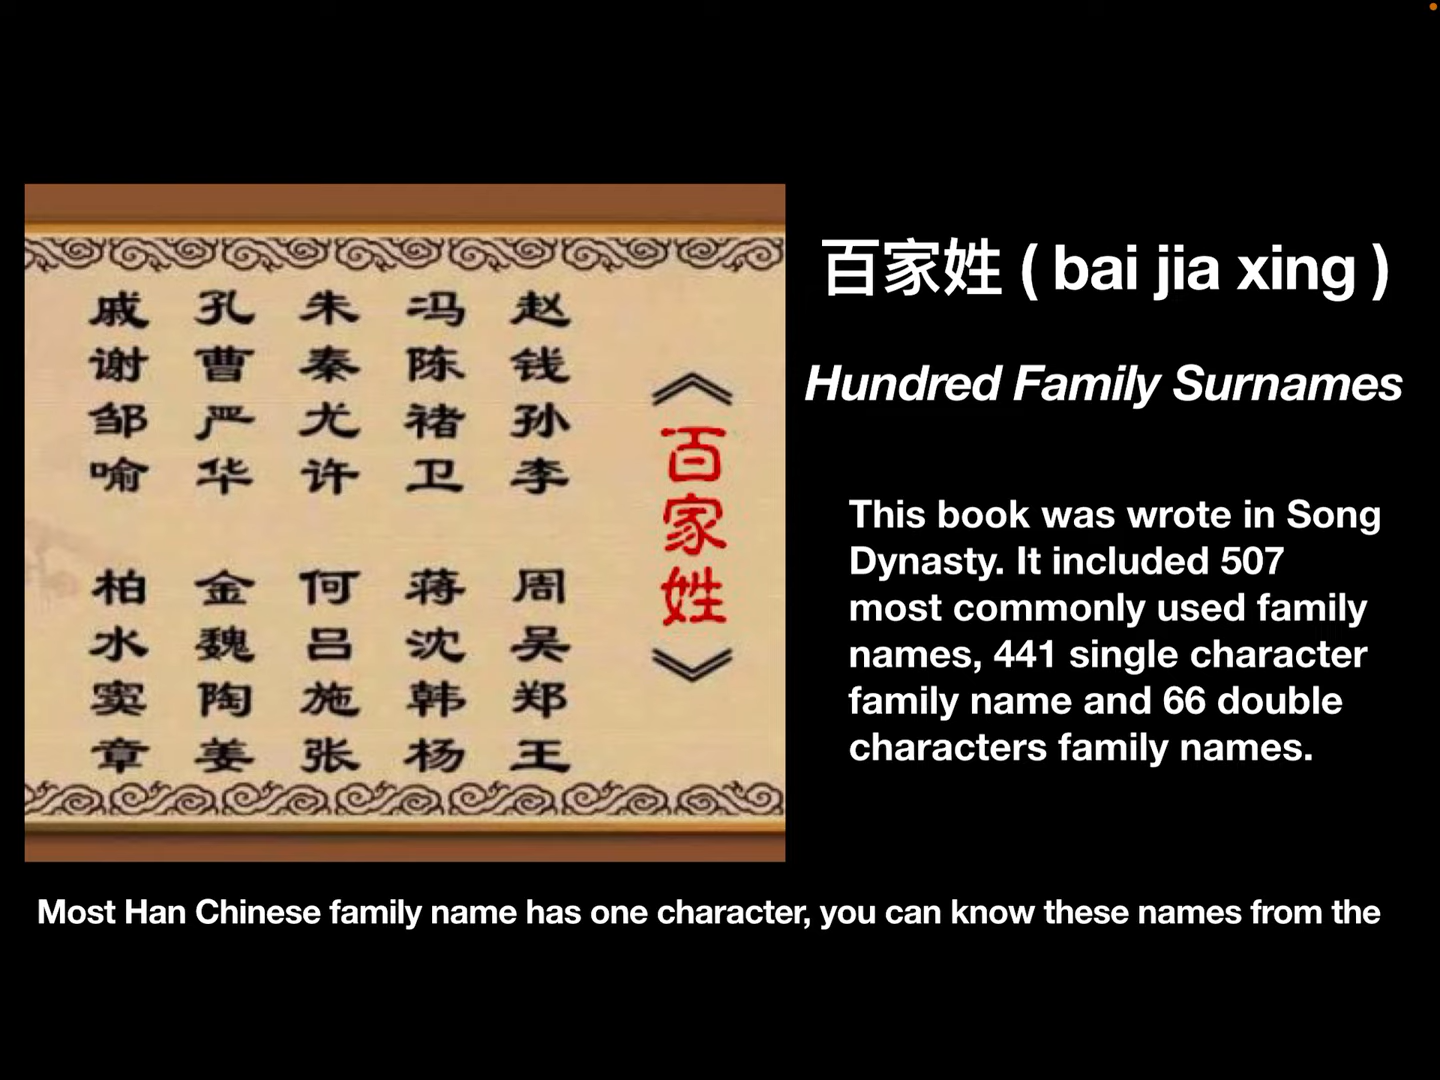 《百家姓》
赵钱孙李
周吴郑王
冯陈褚卫
蒋沈韩杨
朱秦尤许
何吕施张
孔曹严华
金魏陶姜
戚谢邹喻
柏水窦章
百家姓 ( bai jia xing )
Hundred Family Surnames
This book was wrote in Song
Dynasty. It included 507
most commonly used family
names, 441 single character
family name and 66 double
characters family names.
Most Han Chinese family name has one character, you can know these names from the